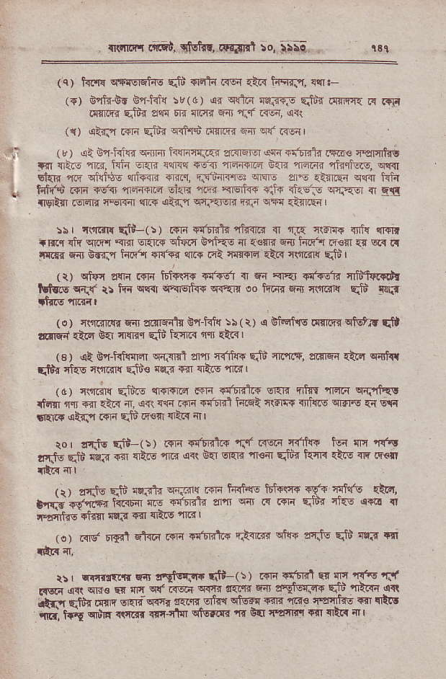 বাংলাদেশ গেজেট, অতিরিক্ত, ফেব্রুয়ারী ১০, ১৯৯৩ ৭৪৭
(৭) বিশেষ অক্ষমতাজনিত ছুটি কালীন বেতন হইবে নিম্নরূপ, যথা ঃ—
(ক) উপরি-উক্ত উপ-বিধি ১৮(৫) এর অধীনে মঞ্জুরকৃত ছুটির মেয়াদসহ যে কোন
মেয়াদের ছুটির প্রথম চার মাসের জন্য পূর্ণ বেতন, এবং
(খ) এইরূপ কোন ছুটির অবশিষ্ট মেয়াদের জন্য অর্ধ বেতন।
(৮) এই উপ-বিধির অন্যান্য বিধানসমূহের প্রযোজ্যতা এমন কর্মচারীর ক্ষেত্রেও সম্প্রসারিত
করা যাইতে পারে, যিনি তাহার যথাযথ কর্তব্য পালনকালে উহার পালনের পরিণতিতে, অথবা
তাঁহার পদে অধিষ্ঠিত থাকিবার কারণে, দুর্ঘটনাবশতঃ আঘাত প্রাপ্ত হইয়াছেন অথবা যিনি
নির্দিষ্ট কোন কর্তব্য পালনকালে তাঁহার পদের স্বাভাবিক ঝুঁকি বহির্ভূত অসুস্থতা বা জখম
বাড়াইয়া তোলার সম্ভাবনা থাকে এইরূপ অসুস্থতার দরুন অক্ষম হইয়াছেন।
১৯। সংগরোধ ছুটি—(১) কোন কর্মচারীর পরিবারে বা গৃহে সংক্রামক ব্যাধি থাকার
কারণে যদি আদেশ দ্বারা তাহাকে অফিসে উপস্থিত না হওয়ার জন্য নির্দেশ দেওয়া হয় তবে যে
সময়ের জন্য উক্তরূপ নির্দেশ কার্যকর থাকে সেই সময়কাল হইবে সংগরোধ ছুটি।
(২) অফিস প্রধান কোন চিকিৎসক কর্মকর্তা বা জন স্বাস্থ্য কর্মকর্তার সার্টিফিকেটের
ভিত্তিতে অনূর্ধ ২১ দিন অথবা অস্বাভাবিক অবস্থায় ৩০ দিনের জন্য সংগরোধ ছুটি মঞ্জুর
করিতে পারেন।
(৩) সংগরোধের জন্য প্রয়োজনীয় উপ-বিধি ১৯(২) এ উল্লিখিত মেয়াদের অতিরিক্ত ছুটি
প্রয়োজন হইলে উহা সাধারণ ছুটি হিসাবে গণ্য হইবে।
(৪) এই উপ-বিধিমালা অনুযায়ী প্রাপ্য সর্বাধিক ছুটি সাপেক্ষে, প্রয়োজন হইলে অন্যবিধ
ছুটির সহিত সংগরোধ ছুটিও মঞ্জুর করা যাইতে পারে।
(৫) সংগরোধ ছুটিতে থাকাকালে কোন কর্মচারীকে তাহার দায়িত্ব পালনে অনুপস্থিত
বলিয়া গণ্য করা হইবে না, এবং যখন কোন কর্মচারী নিজেই সংক্রামক ব্যাধিতে আক্রান্ত হন তখন
তাহাকে এইরূপ কোন ছুটি দেওয়া যাইবে না।
২০। প্রসূতি ছুটি—(১) কোন কর্মচারীকে পূর্ণ বেতনে সর্বাধিক তিন মাস পর্যন্ত
প্রসূতি ছুটি মঞ্জুর করা যাইতে পারে এবং উহা তাহার পাওনা ছুটির হিসাব হইতে বাদ দেওয়া
যাইবে না।
(২) প্রসূতি ছুটি মঞ্জুরীর অনুরোধ কোন নিবন্ধিত চিকিৎসক কর্তৃক সমর্থিত হইলে,
উপযুক্ত কর্তৃপক্ষের বিবেচনা মতে কর্মচারীর প্রাপ্য অন্য যে কোন ছুটির সহিত একত্রে বা
সম্প্রসারিত করিয়া মঞ্জুর করা যাইতে পারে।
(৩) বোর্ড চাকুরী জীবনে কোন কর্মচারীকে দুইবারের অধিক প্রসূতি ছুটি মঞ্জুর করা
যাইবে না,
২১। অবসরগ্রহণের জন্য প্রস্তুতিমূলক ছুটি—(১) কোন কর্মচারী ছয় মাস পর্যন্ত পূর্ণ
বেতনে এবং আরও ছয় মাস অর্ধ বেতনে অবসর গ্রহণের জন্য প্রস্তুতিমূলক ছুটি পাইবেন এবং
এইরূপ ছুটির মেয়াদ তাহার অবসর গ্রহণের তারিখ অতিক্রম করার পরেও সম্প্রসারিত করা যাইতে
পারে, কিন্তু আটান্ন বৎসরের বয়স-সীমা অতিক্রমের পর উহা সম্প্রসারণ করা যাইবে না।